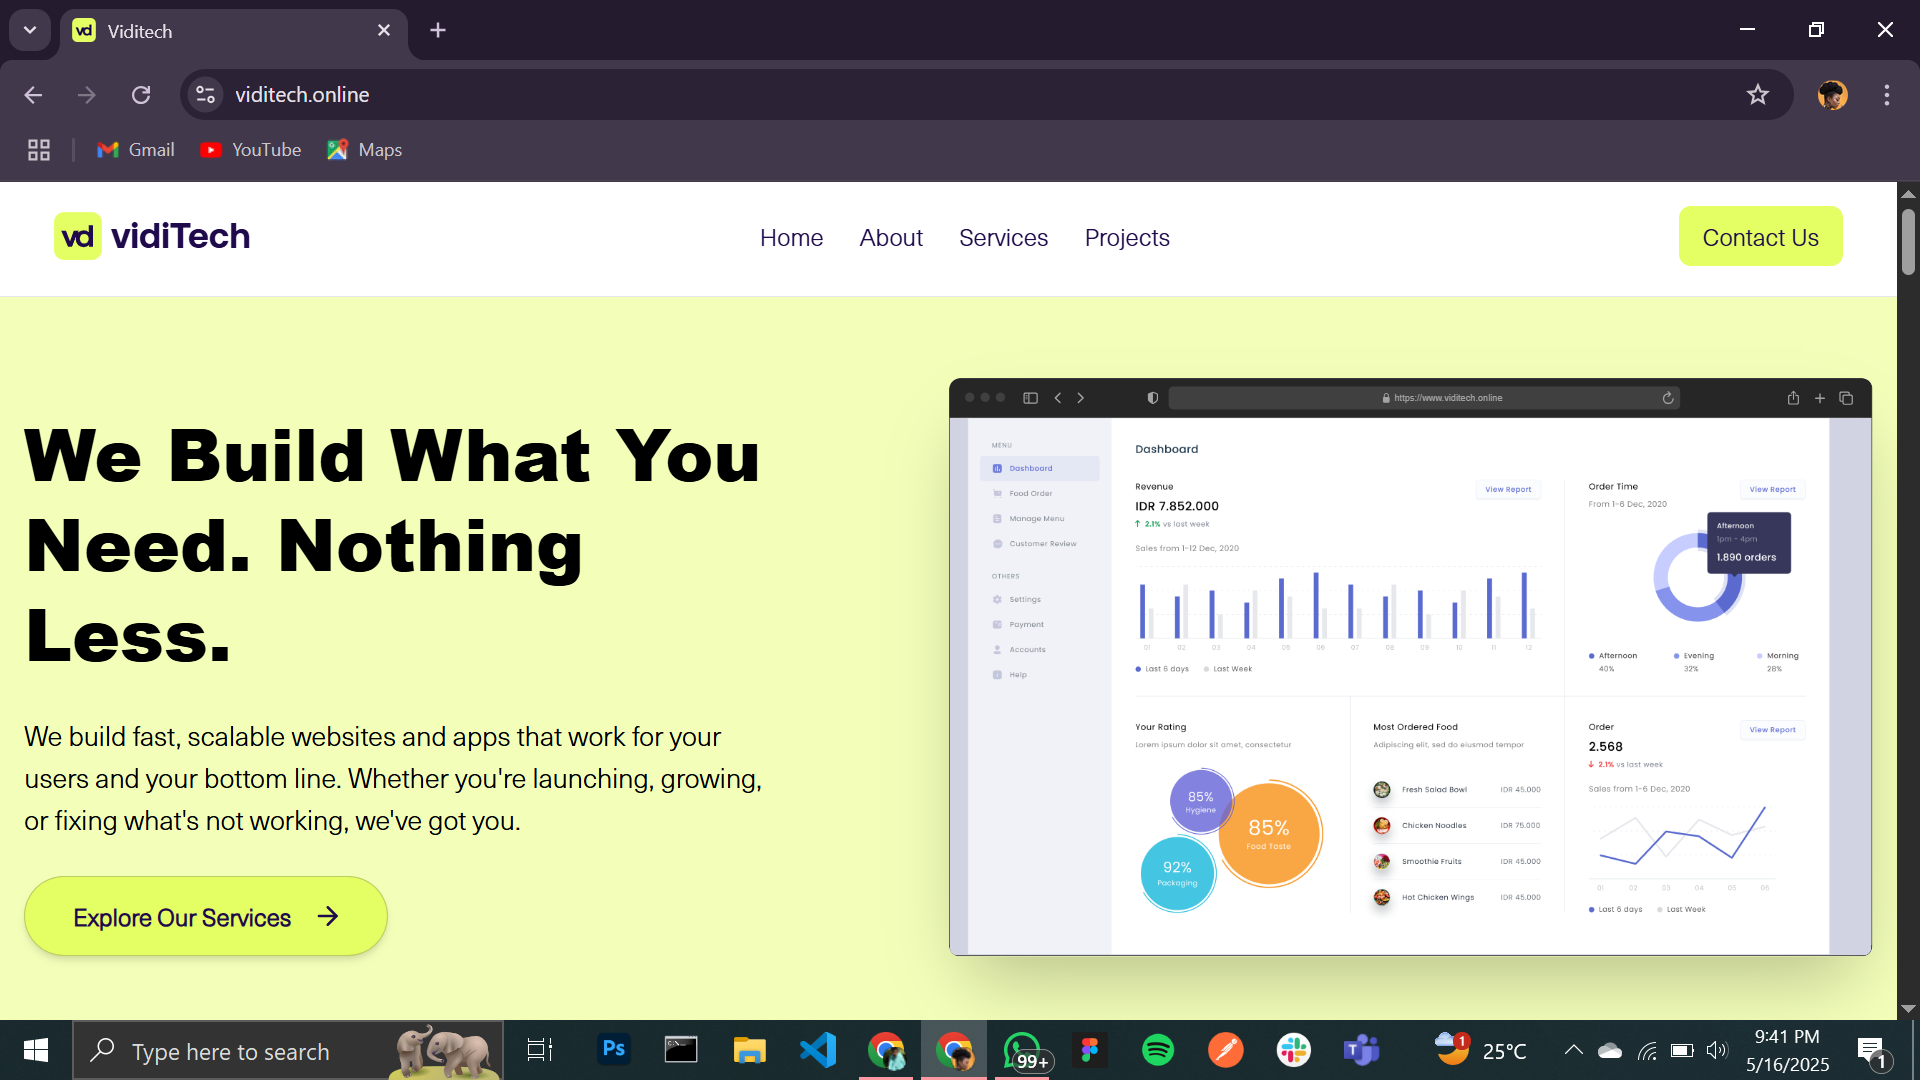 vd Viditech
viditech.online
Gmail YouTube Maps
vd vidiTech
Home About Services Projects
Contact Us
We Build What You
Need. Nothing
Less.
We build fast, scalable websites and apps that work for your
users and your bottom line. Whether you're launching, growing,
or fixing what's not working, we've got you.
Explore Our Services
https://www.viditech.online
MENU
Dashboard
Food Order
Manage Menu
Customer Review
OTHERS
Settings
Payment
Accounts
Help
Dashboard
Revenue
View Report
IDR 7.852.000
2.1% vs last week
Sales from 1-12 Dec, 2020
01 02 03 04 05 06 07 08 09 10 11 12
Last 6 days Last Week
Order Time
View Report
From 1-6 Dec, 2020
Afternoon
1pm - 4pm
1.890 orders
Afternoon Evening Morning
40% 32% 28%
Your Rating
Lorem ipsum dolor sit amet, consectetur
85%
Hygiene
85%
Food Taste
92%
Packaging
Most Ordered Food
Adipiscing elit, sed do eiusmod tempor
Fresh Salad Bowl IDR 45.000
Chicken Noodles IDR 75.000
Smoothie Fruits IDR 45.000
Hot Chicken Wings IDR 45.000
Order
View Report
2.568
2.1% vs last week
Sales from 1-6 Dec, 2020
01 02 03 04 05 06
Last 6 days Last Week
Type here to search
Ps
99+
T
1
25°C
9:41 PM
5/16/2025
1